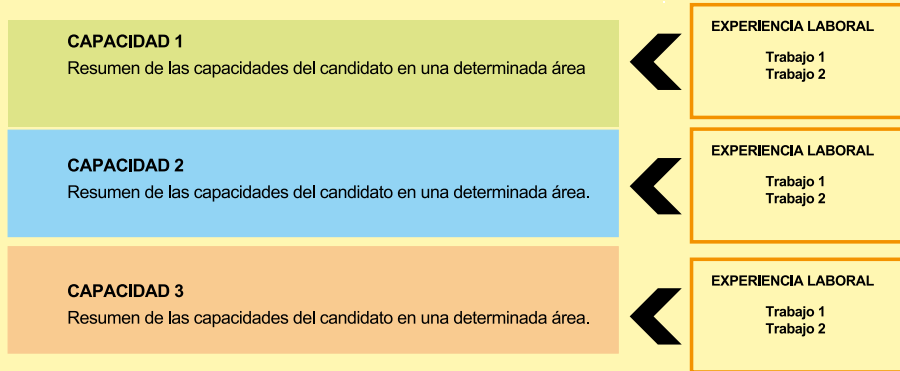 CAPACIDAD 1
Resumen de las capacidades del candidato en una determinada área
EXPERIENCIA LABORAL
Trabajo 1
Trabajo 2
CAPACIDAD 2
Resumen de las capacidades del candidato en una determinada área.
EXPERIENCIA LABORAL
Trabajo 1
Trabajo 2
CAPACIDAD 3
Resumen de las capacidades del candidato en una determinada área.
EXPERIENCIA LABORAL
Trabajo 1
Trabajo 2